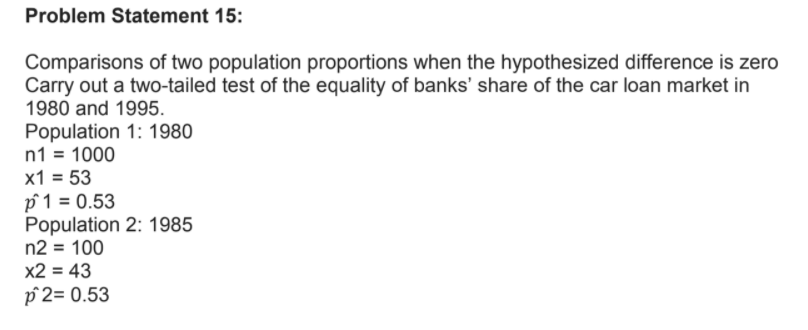 Problem Statement 15:
Comparisons of two population proportions when the hypothesized difference is zero
Carry out a two-tailed test of the equality of banks’ share of the car loan market in
1980 and 1995.
Population 1: 1980
n1 = 1000
x1 = 53
p̂ 1 = 0.53
Population 2: 1985
n2 = 100
x2 = 43
p̂ 2= 0.53